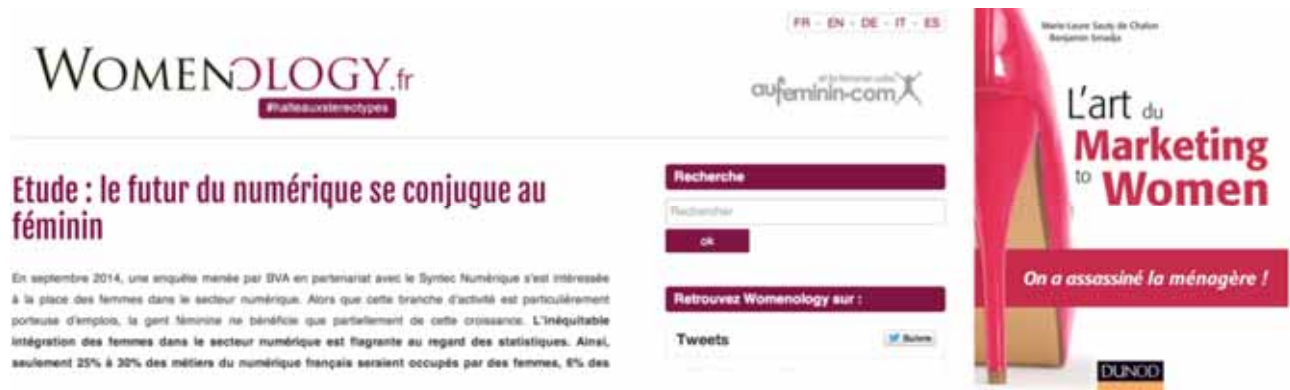 FR - EN - DE - IT - ES
WOMENOLOGY.fr
#halteauxstereotypes
aufeminin.com
Etude : le futur du numérique se conjugue au
féminin
En septembre 2014, une enquête menée par BVA en partenariat avec le Syntec Numérique s'est intéressée
à la place des femmes dans le secteur numérique. Alors que cette branche d'activité est particulièrement
porteuse d'emplois, la gent féminine ne bénéficie que partiellement de cette croissance. L'inéquitable
intégration des femmes dans le secteur numérique est flagrante au regard des statistiques. Ainsi,
seulement 25% à 30% des métiers du numérique français seraient occupés par des femmes, 6% des
Recherche
Rechercher
ok
Retrouvez Womenology sur :
Tweets
Suivre
Marie-Laure Sauty de Chalon
Benjamin Smadja
L'art du
Marketing
to Women
On a assassiné la ménagère !
DUNOD